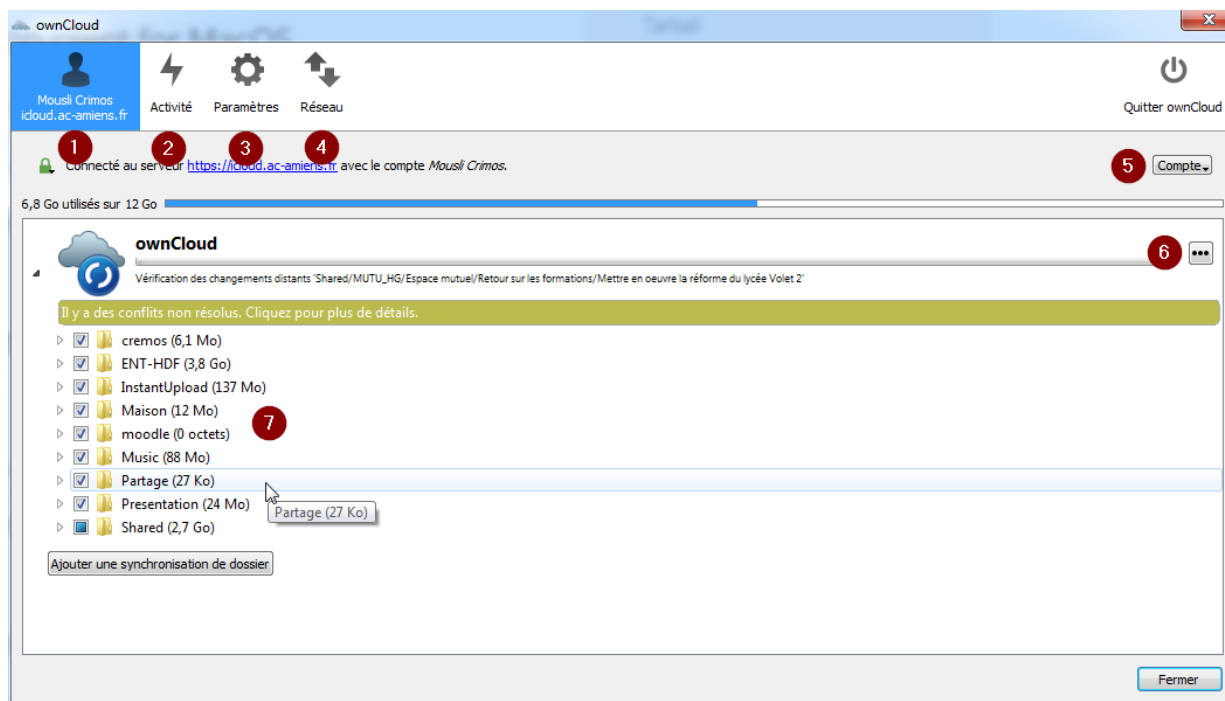 ownCloud
Mousli Crimos
icloud.ac-amiens.fr
Activité
Paramètres
Réseau
Quitter ownCloud
1
2
3
4
Connecté au serveur https://icloud.ac-amiens.fr avec le compte Mousli Crimos.
5
Compte
6,8 Go utilisés sur 12 Go
ownCloud
6
Vérification des changements distants 'Shared/MUTU_HG/Espace mutuel/Retour sur les formations/Mettre en oeuvre la réforme du lycée Volet 2'
Il y a des conflits non résolus. Cliquez pour plus de détails.
cremos (6,1 Mo)
ENT-HDF (3,8 Go)
InstantUpload (137 Mo)
Maison (12 Mo)
7
moodle (0 octets)
Music (88 Mo)
Partage (27 Ko)
Presentation (24 Mo)
Partage (27 Ko)
Shared (2,7 Go)
Ajouter une synchronisation de dossier
Fermer